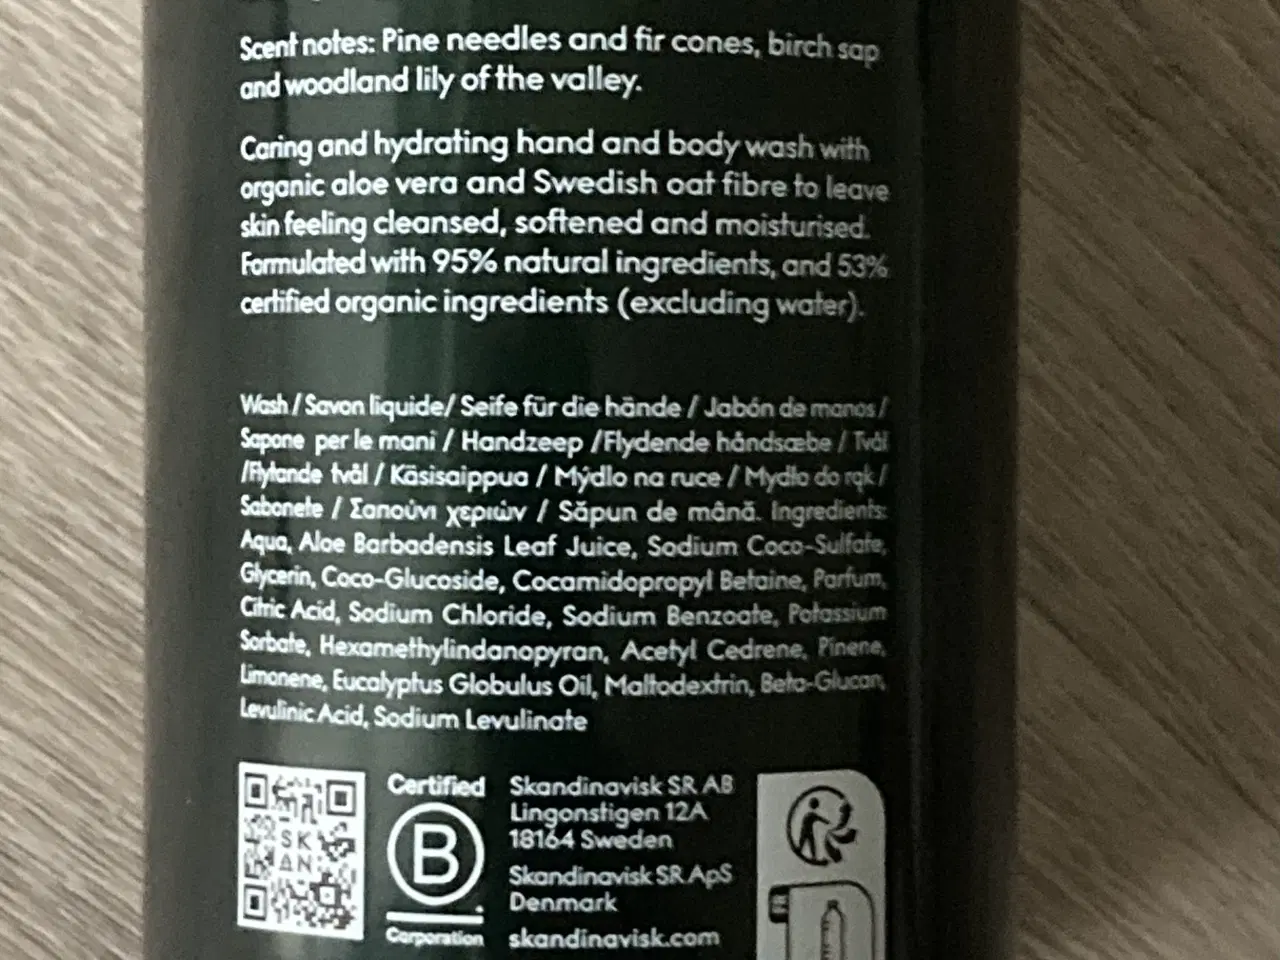 Scent notes: Pine needles and fir cones, birch sap
and woodland lily of the valley.
Caring and hydrating hand and body wash with
organic aloe vera and Swedish oat fibre to leave
skin feeling cleansed, softened and moisturised.
Formulated with 95% natural ingredients, and 53%
certified organic ingredients (excluding water).
Wash / Savon liquide/ Seife für die hände / Jabón de manos /
Sapone per le mani / Handzeep /Flydende håndsæbe / Tvål
/Flytande tvål / Käsisaippua / Mýdlo na ruce / Mydło do rąk /
Sabonete / Σαπούνι χεριών / Săpun de mână. Ingredients:
Aqua, Aloe Barbadensis Leaf Juice, Sodium Coco-Sulfate,
Glycerin, Coco-Glucoside, Cocamidopropyl Betaine, Parfum,
Citric Acid, Sodium Chloride, Sodium Benzoate, Potassium
Sorbate, Hexamethylindanopyran, Acetyl Cedrene, Pinene,
Limonene, Eucalyptus Globulus Oil, Maltodextrin, Beta-Glucan,
Levulinic Acid, Sodium Levulinate
SK
AN
Certified
B
Corporation
Skandinavisk SR AB
Lingonstigen 12A
18164 Sweden
Skandinavisk SR ApS
Denmark
skandinavisk.com
FR